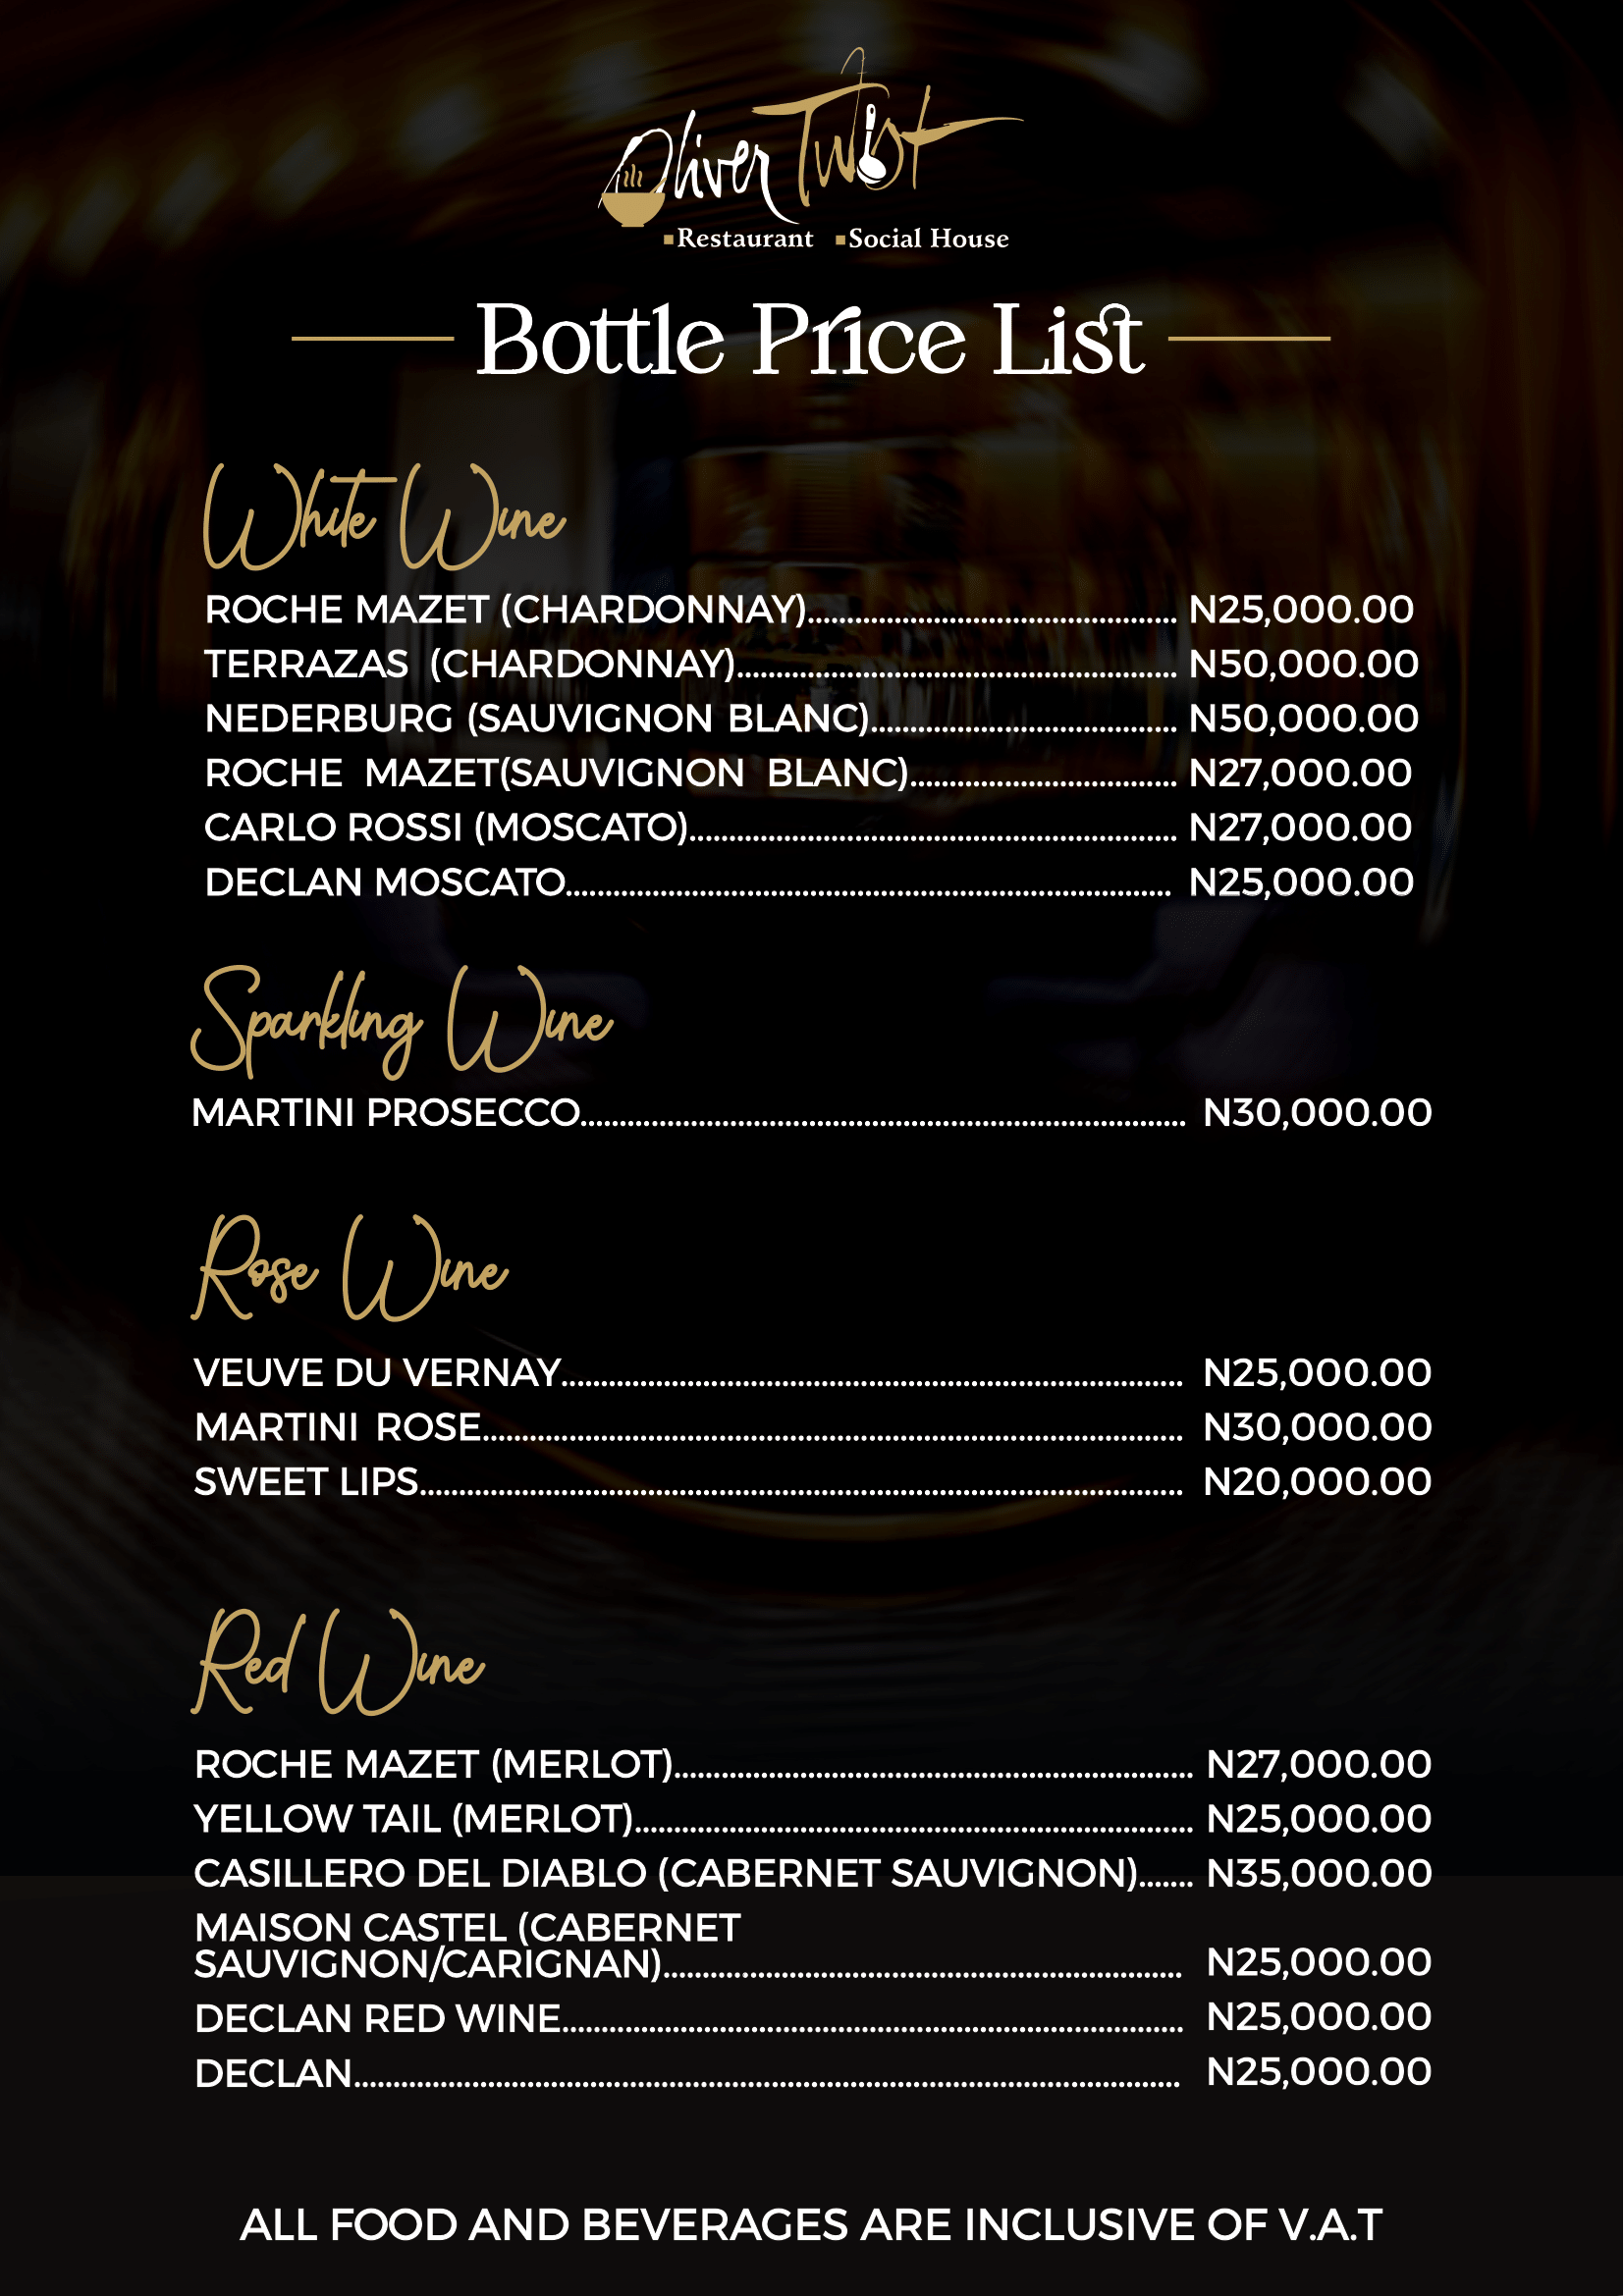 Oliver Twist
Restaurant Social House
Bottle Price List
White Wine
ROCHE MAZET (CHARDONNAY)............................................... N25,000.00
TERRAZAS (CHARDONNAY)........................................................ N50,000.00
NEDERBURG (SAUVIGNON BLANC)....................................... N50,000.00
ROCHE MAZET(SAUVIGNON BLANC).................................. N27,000.00
CARLO ROSSI (MOSCATO).............................................................. N27,000.00
DECLAN MOSCATO............................................................................. N25,000.00
Sparkling Wine
MARTINI PROSECCO............................................................................. N30,000.00
Rose Wine
VEUVE DU VERNAY............................................................................... N25,000.00
MARTINI ROSE......................................................................................... N30,000.00
SWEET LIPS................................................................................................. N20,000.00
Red Wine
ROCHE MAZET (MERLOT).................................................................. N27,000.00
YELLOW TAIL (MERLOT)....................................................................... N25,000.00
CASILLERO DEL DIABLO (CABERNET SAUVIGNON)....... N35,000.00
MAISON CASTEL (CABERNET
SAUVIGNON/CARIGNAN).................................................................. N25,000.00
DECLAN RED WINE............................................................................... N25,000.00
DECLAN......................................................................................................... N25,000.00
ALL FOOD AND BEVERAGES ARE INCLUSIVE OF V.A.T